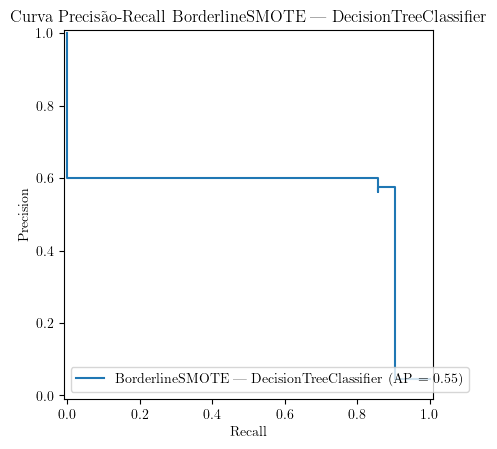 Curva Precisão-Recall BorderlineSMOTE — DecisionTreeClassifier
1.0
0.8
0.6
0.4
0.2
0.0
Precision
BorderlineSMOTE — DecisionTreeClassifier (AP = 0.55)
0.0 0.2 0.4 0.6 0.8 1.0
Recall